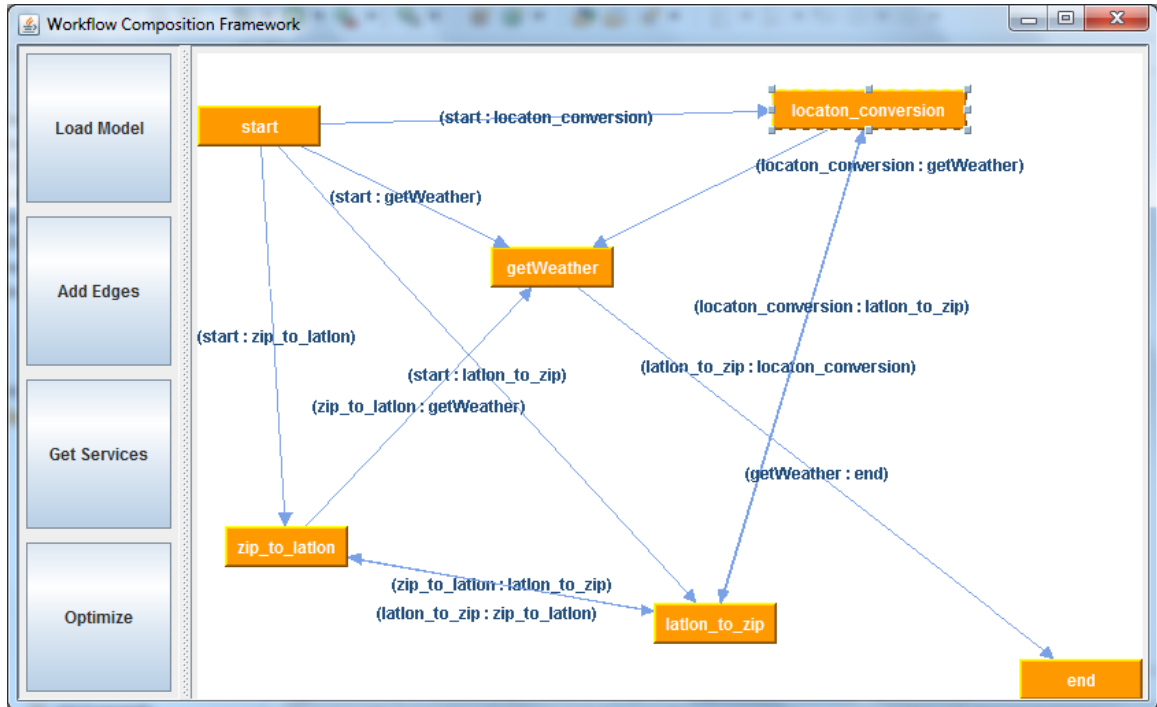 Workflow Composition Framework
Load Model
Add Edges
Get Services
Optimize
start
locaton_conversion
(start : locaton_conversion)
(locaton_conversion : getWeather)
(start : getWeather)
getWeather
(locaton_conversion : latlon_to_zip)
(start : zip_to_latlon)
(latlon_to_zip : locaton_conversion)
(start : latlon_to_zip)
(zip_to_latlon : getWeather)
(getWeather : end)
zip_to_latlon
(zip_to_latlon : latlon_to_zip)
(latlon_to_zip : zip_to_latlon)
latlon_to_zip
end